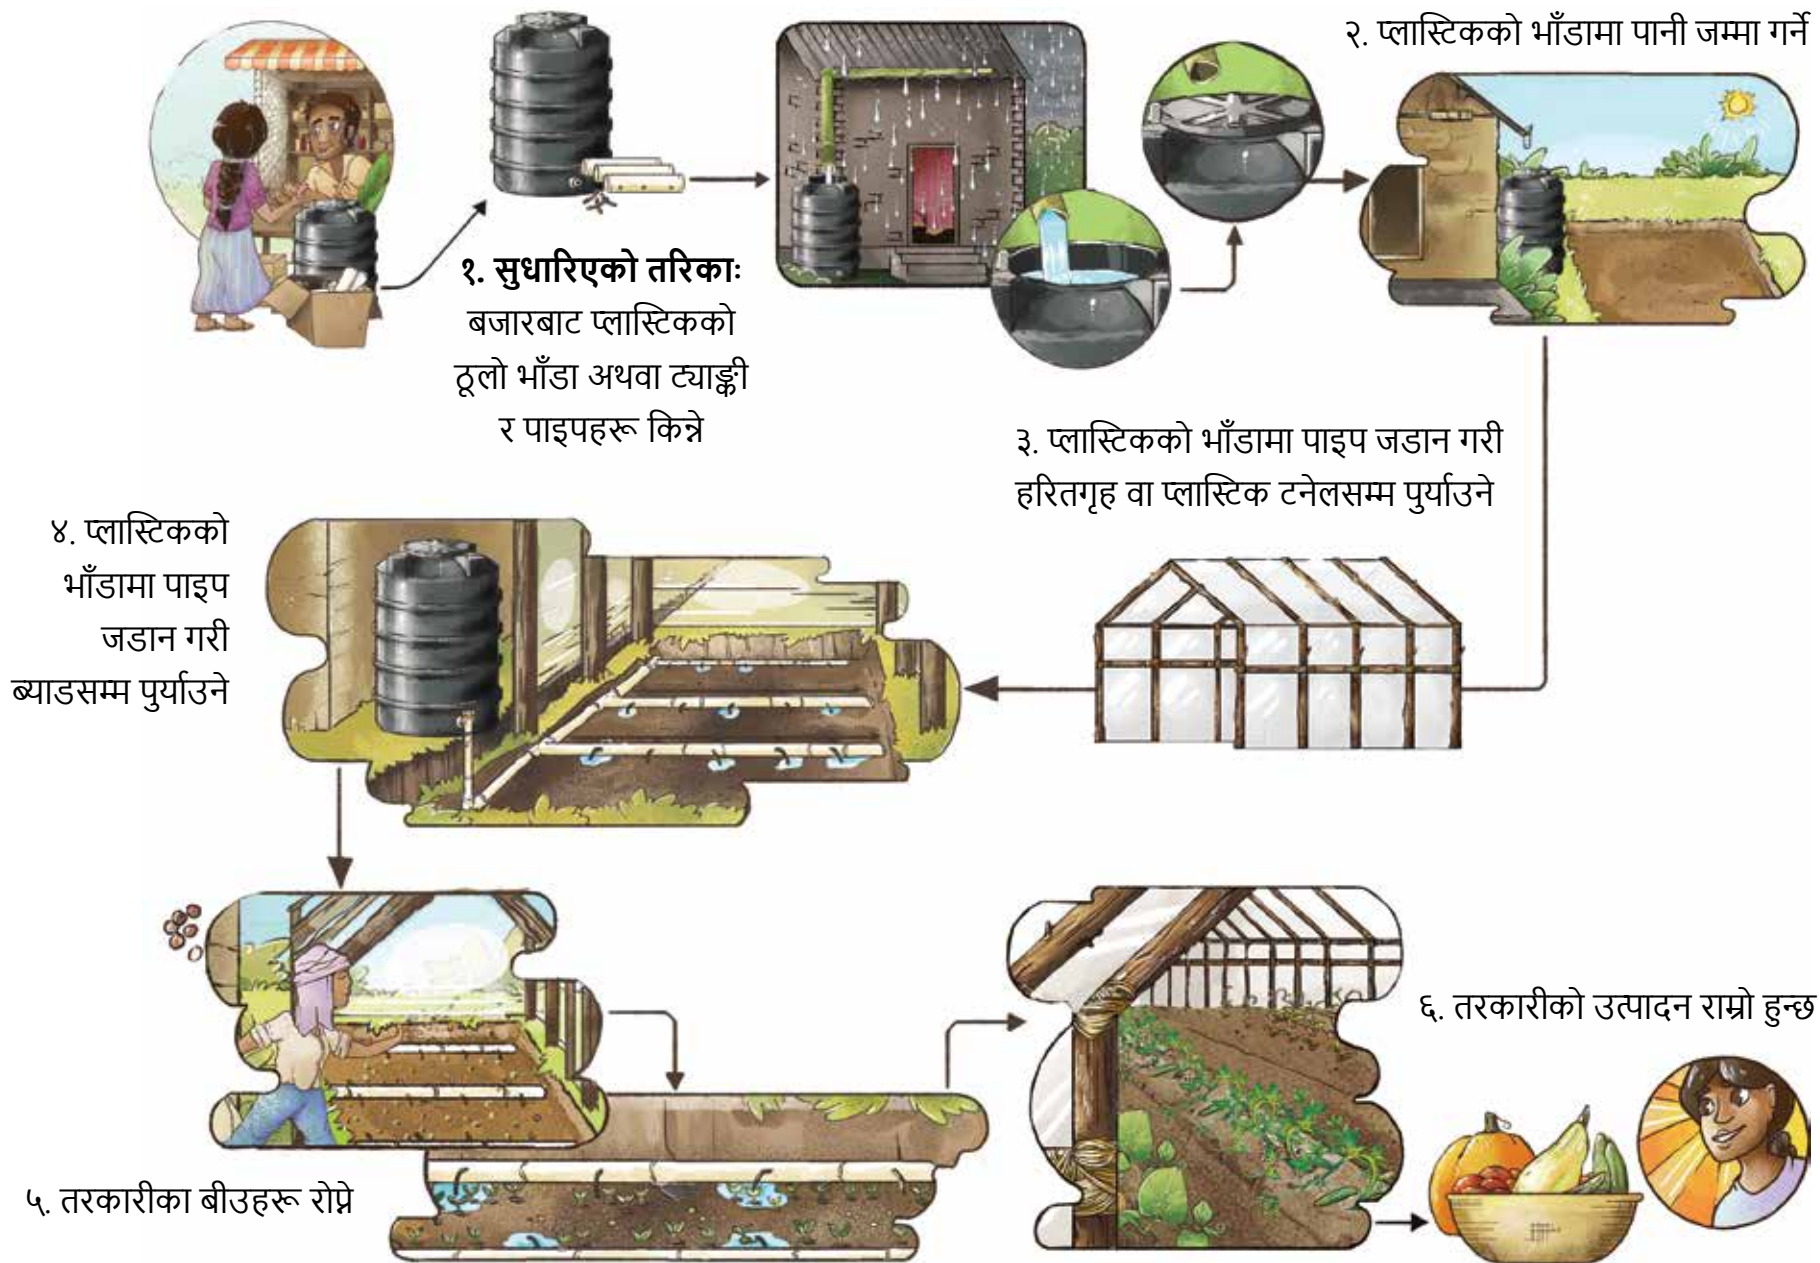 १. सुधारिएको तरिकाः
बजारबाट प्लास्टिकको
ठूलो भाँडा अथवा ट्याङ्की
र पाइपहरू किन्ने
२. प्लास्टिकको भाँडामा पानी जम्मा गर्ने
३. प्लास्टिकको भाँडामा पाइप जडान गरी
हरितगृह वा प्लास्टिक टनेलसम्म पुर्याउने
४. प्लास्टिकको
भाँडामा पाइप
जडान गरी
ब्याडसम्म पुर्याउने
५. तरकारीका बीउहरू रोप्ने
६. तरकारीको उत्पादन राम्रो हुन्छ